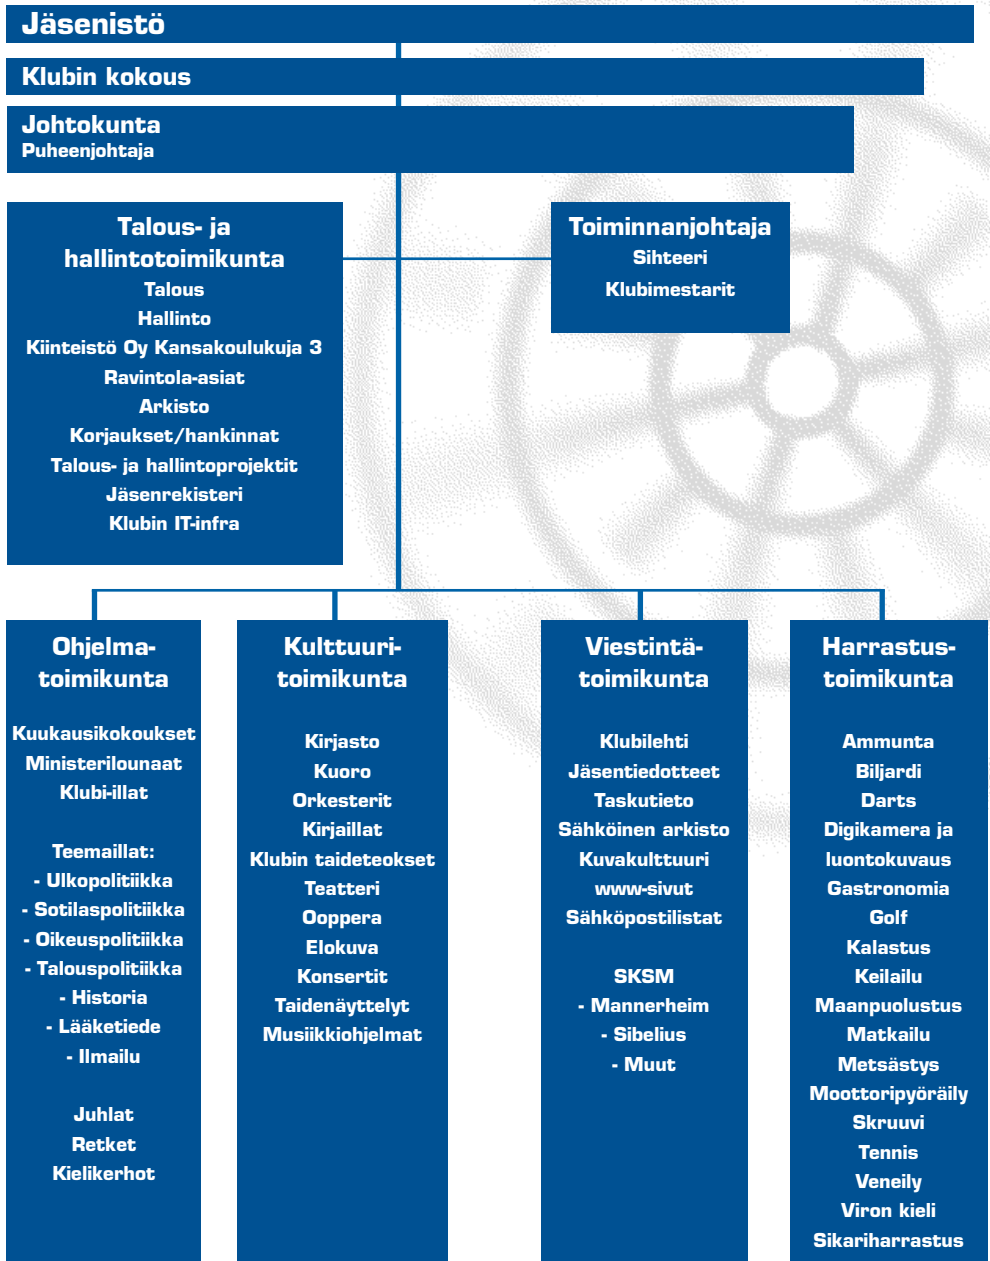 Jäsenistö
Klubin kokous
Johtokunta
Puheenjohtaja
Talous- ja
hallintotoimikunta
Talous
Hallinto
Kiinteistö Oy Kansakoulukuja 3
Ravintola-asiat
Arkisto
Korjaukset/hankinnat
Talous- ja hallintoprojektit
Jäsenrekisteri
Klubin IT-infra
Toiminnanjohtaja
Sihteeri
Klubimestarit
Ohjelma-
toimikunta
Kuukausikokoukset
Ministerilounaat
Klubi-illat
Teemaillat:
- Ulkopolitiikka
- Sotilaspolitiikka
- Oikeuspolitiikka
- Talouspolitiikka
- Historia
- Lääketiede
- Ilmailu
Juhlat
Retket
Kielikerhot
Kulttuuri-
toimikunta
Kirjasto
Kuoro
Orkesterit
Kirjaillat
Klubin taideteokset
Teatteri
Ooppera
Elokuva
Konsertit
Taidenäyttelyt
Musiikkiohjelmat
Viestintä-
toimikunta
Klubilehti
Jäsentiedotteet
Taskutieto
Sähköinen arkisto
Kuvakulttuuri
www-sivut
Sähköpostilistat
SKSM
- Mannerheim
- Sibelius
- Muut
Harrastus-
toimikunta
Ammunta
Biljardi
Darts
Digikamera ja
luontokuvaus
Gastronomia
Golf
Kalastus
Keilailu
Maanpuolustus
Matkailu
Metsästys
Moottoripyöräily
Skruuvi
Tennis
Veneily
Viron kieli
Sikariharrastus